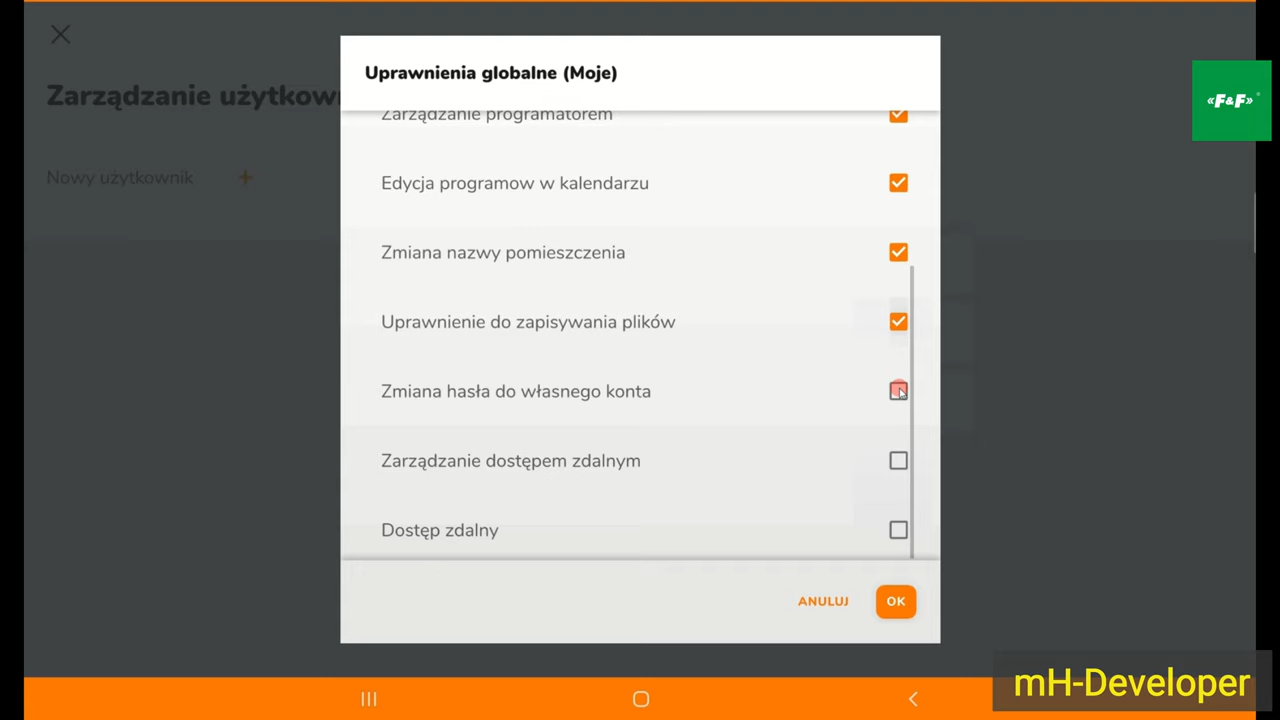 Uprawnienia globalne (Moje)
Zarządzanie użytkown
Nowy użytkownik +
Zarządzanie programatorem
Edycja programow w kalendarzu
Zmiana nazwy pomieszczenia
Uprawnienie do zapisywania plików
Zmiana hasła do własnego konta
Zarządzanie dostępem zdalnym
Dostęp zdalny
ANULUJ
OK
«F&F»®
mH-Developer